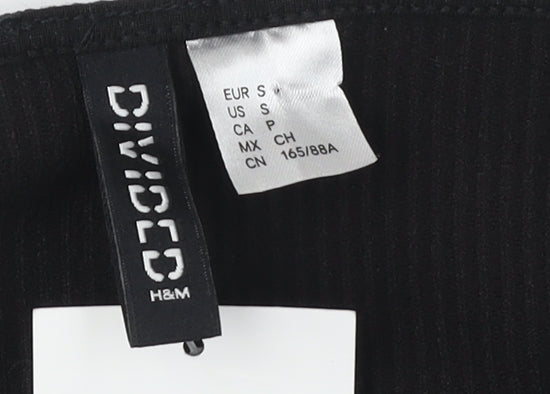 DIVIDED
H&M
EUR S
US S
CA P
MX CH
CN 165/88A